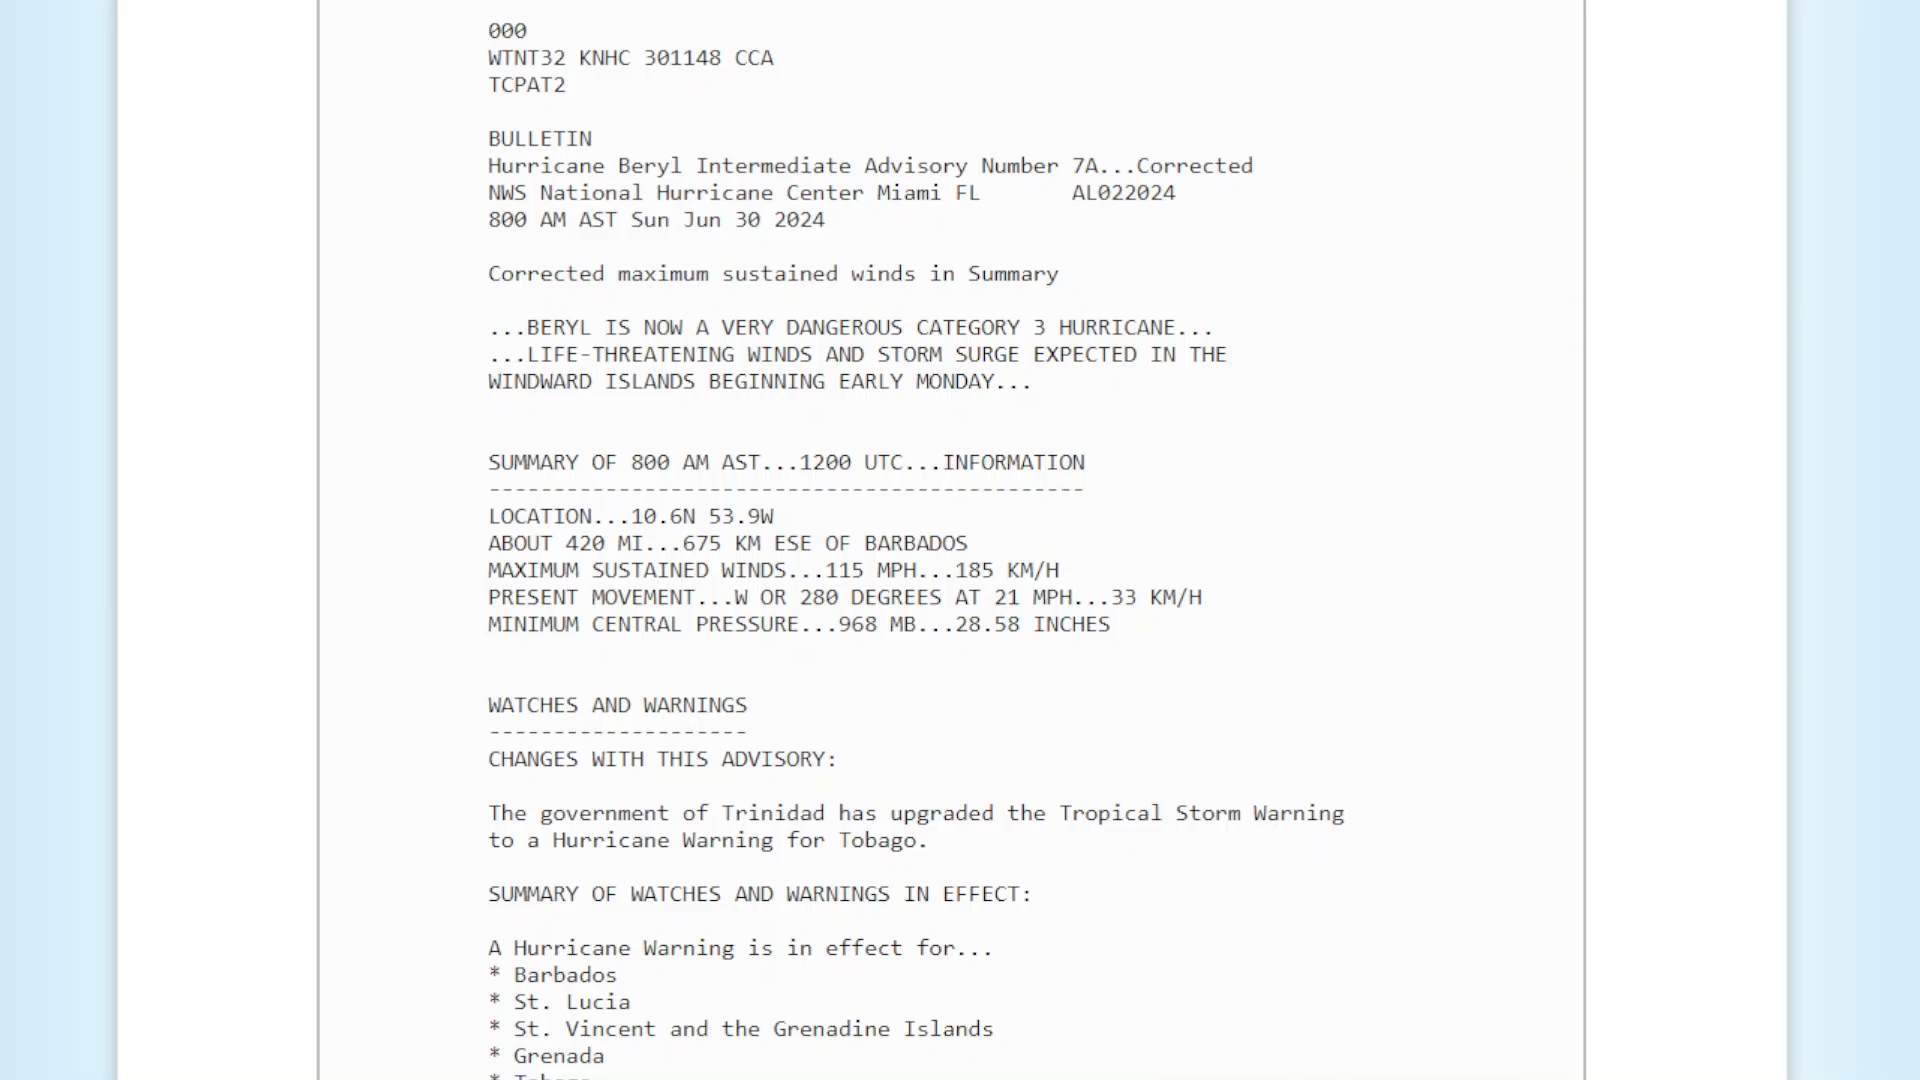 000
WTNT32 KNHC 301148 CCA
TCPAT2
BULLETIN
Hurricane Beryl Intermediate Advisory Number 7A...Corrected
NWS National Hurricane Center Miami FL AL022024
800 AM AST Sun Jun 30 2024
Corrected maximum sustained winds in Summary
...BERYL IS NOW A VERY DANGEROUS CATEGORY 3 HURRICANE...
...LIFE-THREATENING WINDS AND STORM SURGE EXPECTED IN THE
WINDWARD ISLANDS BEGINNING EARLY MONDAY...
SUMMARY OF 800 AM AST...1200 UTC...INFORMATION
----------------------------------------------
LOCATION...10.6N 53.9W
ABOUT 420 MI...675 KM ESE OF BARBADOS
MAXIMUM SUSTAINED WINDS...115 MPH...185 KM/H
PRESENT MOVEMENT...W OR 280 DEGREES AT 21 MPH...33 KM/H
MINIMUM CENTRAL PRESSURE...968 MB...28.58 INCHES
WATCHES AND WARNINGS
--------------------
CHANGES WITH THIS ADVISORY:
The government of Trinidad has upgraded the Tropical Storm Warning
to a Hurricane Warning for Tobago.
SUMMARY OF WATCHES AND WARNINGS IN EFFECT:
A Hurricane Warning is in effect for...
* Barbados
* St. Lucia
* St. Vincent and the Grenadine Islands
* Grenada